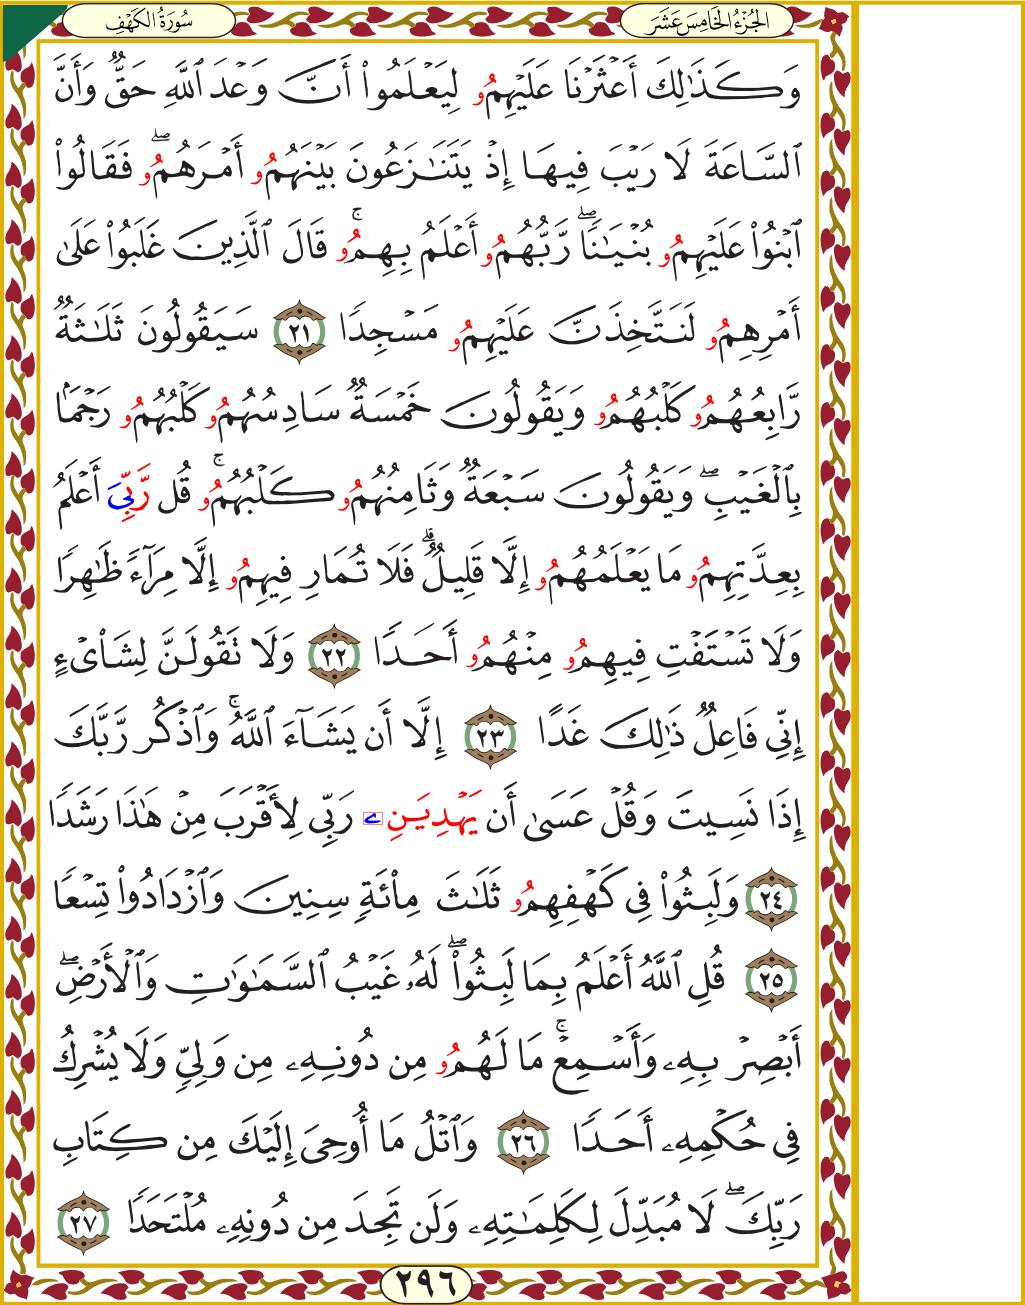 الجُزْءُ الخَامِسَ عَشَرَ
سُورَةُ الكَهْفِ
وَكَذَٰلِكَ أَعْثَرْنَا عَلَيْهِمُۥ لِيَعْلَمُوٓا۟ أَنَّ وَعْدَ ٱللَّهِ حَقٌّ وَأَنَّ
ٱلسَّاعَةَ لَا رَيْبَ فِيهَا إِذْ يَتَنَٰزَعُونَ بَيْنَهُمُۥ أَمْرَهُمُۥۖ فَقَالُوا۟
ٱبْنُوا۟ عَلَيْهِمُۥ بُنْيَٰنًاۖ رَّبُّهُمُۥ أَعْلَمُ بِهِمُۥۚ قَالَ ٱلَّذِينَ غَلَبُوا۟ عَلَىٰ
أَمْرِهِمُۥ لَنَتَّخِذَنَّ عَلَيْهِمُۥ مَسْجِدًا ٢١ سَيَقُولُونَ ثَلَٰثَةٌ
رَّابِعُهُمُۥ كَلْبُهُمُۥ وَيَقُولُونَ خَمْسَةٌ سَادِسُهُمُۥ كَلْبُهُمُۥ رَجْمًۢا
بِٱلْغَيْبِۖ وَيَقُولُونَ سَبْعَةٌ وَثَامِنُهُمُۥ كَلْبُهُمُۥۚ قُل رَّبِّىَ أَعْلَمُ
بِعِدَّتِهِمُۥ مَا يَعْلَمُهُمُۥ إِلَّا قَلِيلٌۗ فَلَا تُمَارِ فِيهِمُۥ إِلَّا مِرَآءً ظَٰهِرًا
وَلَا تَسْتَفْتِ فِيهِمُۥ مِنْهُمُۥ أَحَدًا ٢٢ وَلَا تَقُولَنَّ لِشَا۟ىْءٍ
إِنِّى فَاعِلٌ ذَٰلِكَ غَدًا ٢٣ إِلَّا أَن يَشَآءَ ٱللَّهُۚ وَٱذْكُر رَّبَّكَ
إِذَا نَسِيتَ وَقُلْ عَسَىٰ أَن يَهْدِيَنِۦ رَبِّى لِأَقْرَبَ مِنْ هَٰذَا رَشَدًا
٢٤ وَلَبِثُوا۟ فِى كَهْفِهِمُۥ ثَلَٰثَ مِا۟ئَةٍ سِنِينَ وَٱزْدَادُوا۟ تِسْعًا
٢٥ قُلِ ٱللَّهُ أَعْلَمُ بِمَا لَبِثُوا۟ۖ لَهُۥ غَيْبُ ٱلسَّمَٰوَٰتِ وَٱلْأَرْضِۖ
أَبْصِرْ بِهِۦ وَأَسْمِعْۚ مَا لَهُمُۥ مِن دُونِهِۦ مِن وَلِىٍّ وَلَا يُشْرِكُ
فِى حُكْمِهِۦ أَحَدًا ٢٦ وَٱتْلُ مَا أُوحِىَ إِلَيْكَ مِن كِتَابِ
رَبِّكَۖ لَا مُبَدِّلَ لِكَلِمَٰتِهِۦ وَلَن تَجِدَ مِن دُونِهِۦ مُلْتَحَدًا ٢٧
٢٩٦